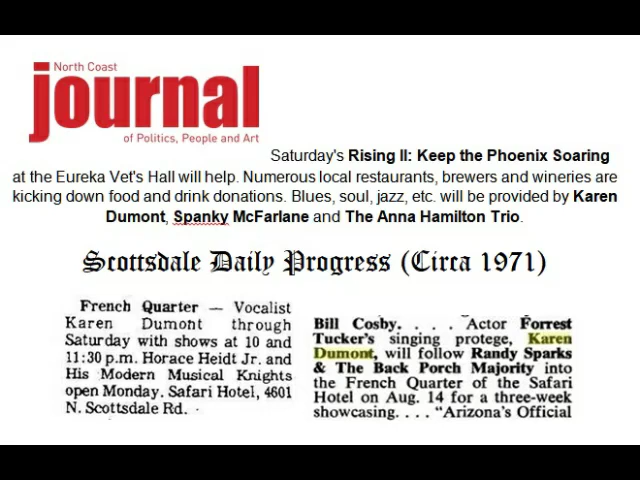 North Coast
journal
of Politics, People and Art
Saturday's Rising II: Keep the Phoenix Soaring
at the Eureka Vet's Hall will help. Numerous local restaurants, brewers and wineries are
kicking down food and drink donations. Blues, soul, jazz, etc. will be provided by Karen
Dumont, Spanky McFarlane and The Anna Hamilton Trio.
Scottsdale Daily Progress (Circa 1971)
French Quarter — Vocalist
Karen Dumont through
Saturday with shows at 10 and
11:30 p.m. Horace Heidt Jr. and
His Modern Musical Knights
open Monday. Safari Hotel, 4601
N. Scottsdale Rd.
Bill Cosby. . . . Actor Forrest
Tucker's singing protege, Karen
Dumont, will follow Randy Sparks
& The Back Porch Majority into
the French Quarter of the Safari
Hotel on Aug. 14 for a three-week
showcasing. . . . "Arizona's Official